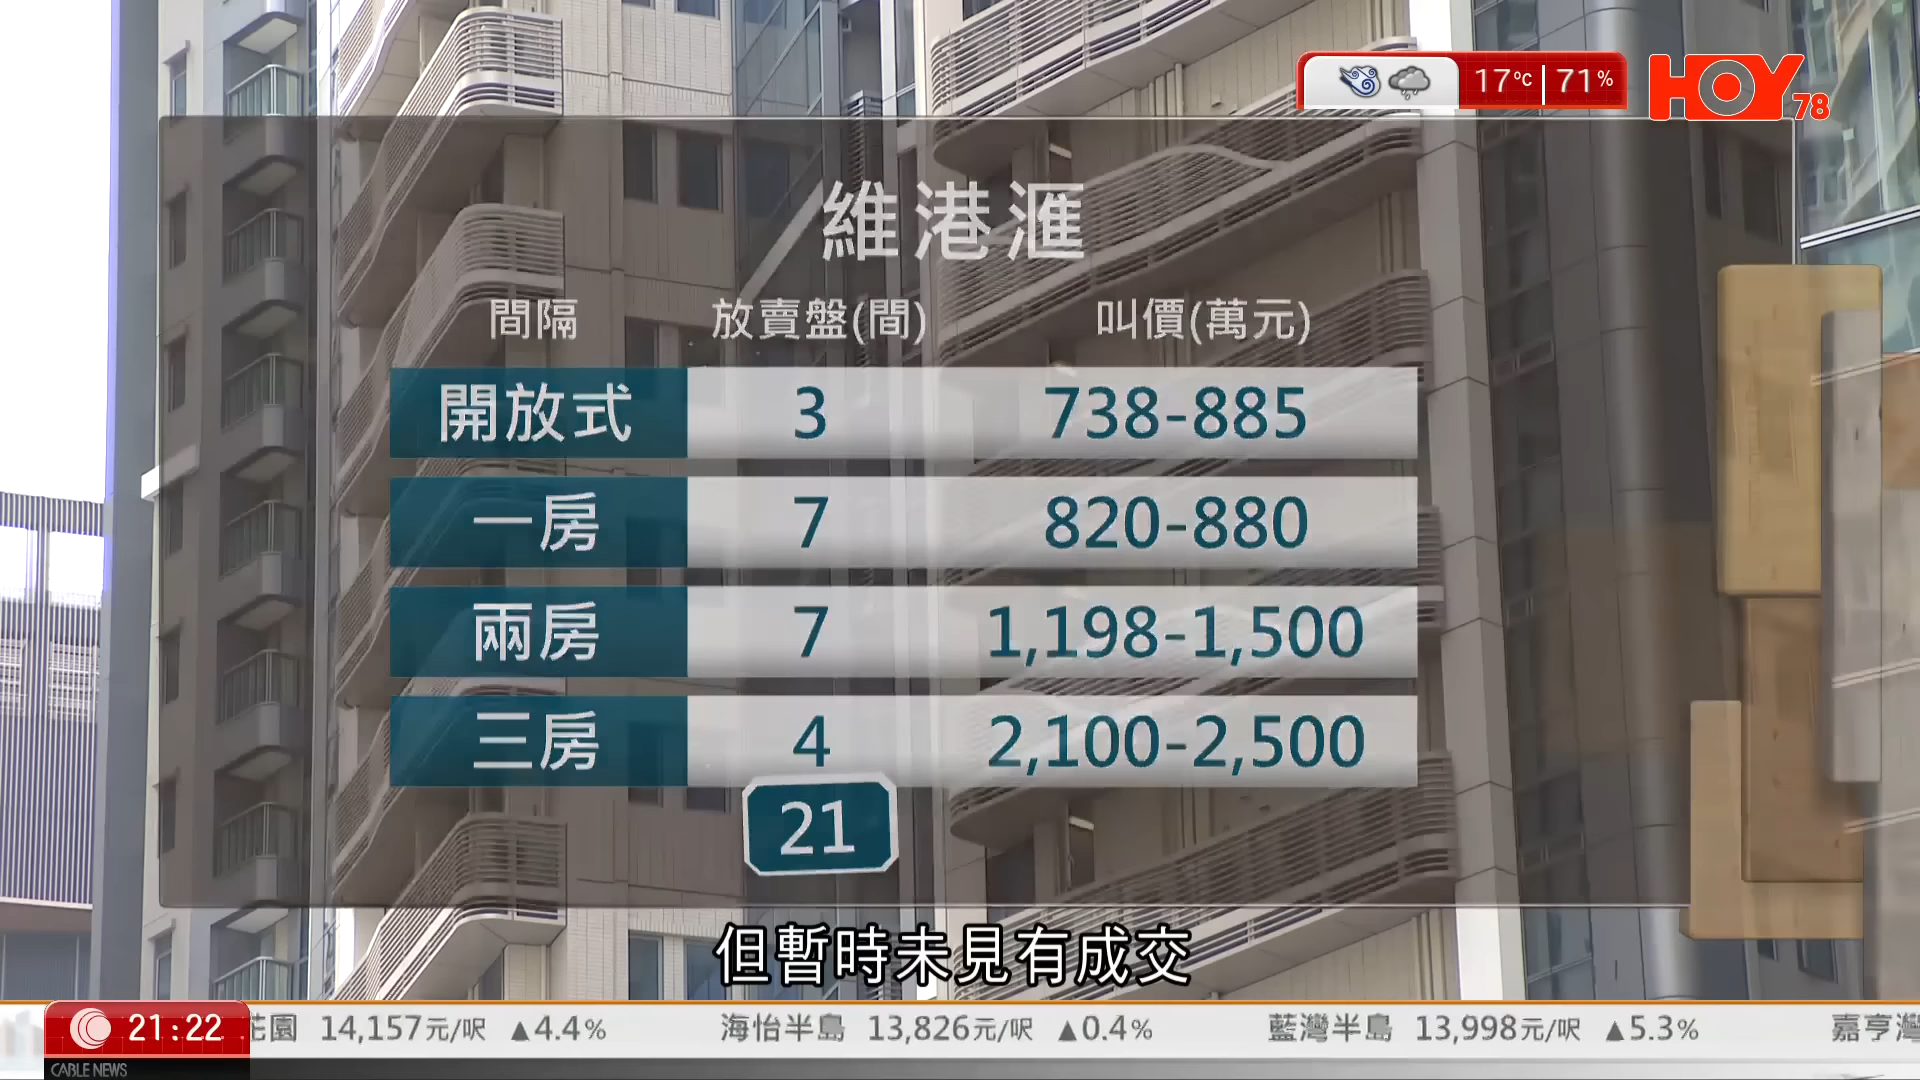 17°C 71%
HOY78
維港滙
間隔 放賣盤(間) 叫價(萬元)
開放式 3 738-885
一房 7 820-880
兩房 7 1,198-1,500
三房 4 2,100-2,500
21
但暫時未見有成交
21:22 花園 14,157元/呎 ▲4.4% 海怡半島 13,826元/呎 ▲0.4% 藍灣半島 13,998元/呎 ▲5.3% 嘉亨灣
CABLE NEWS